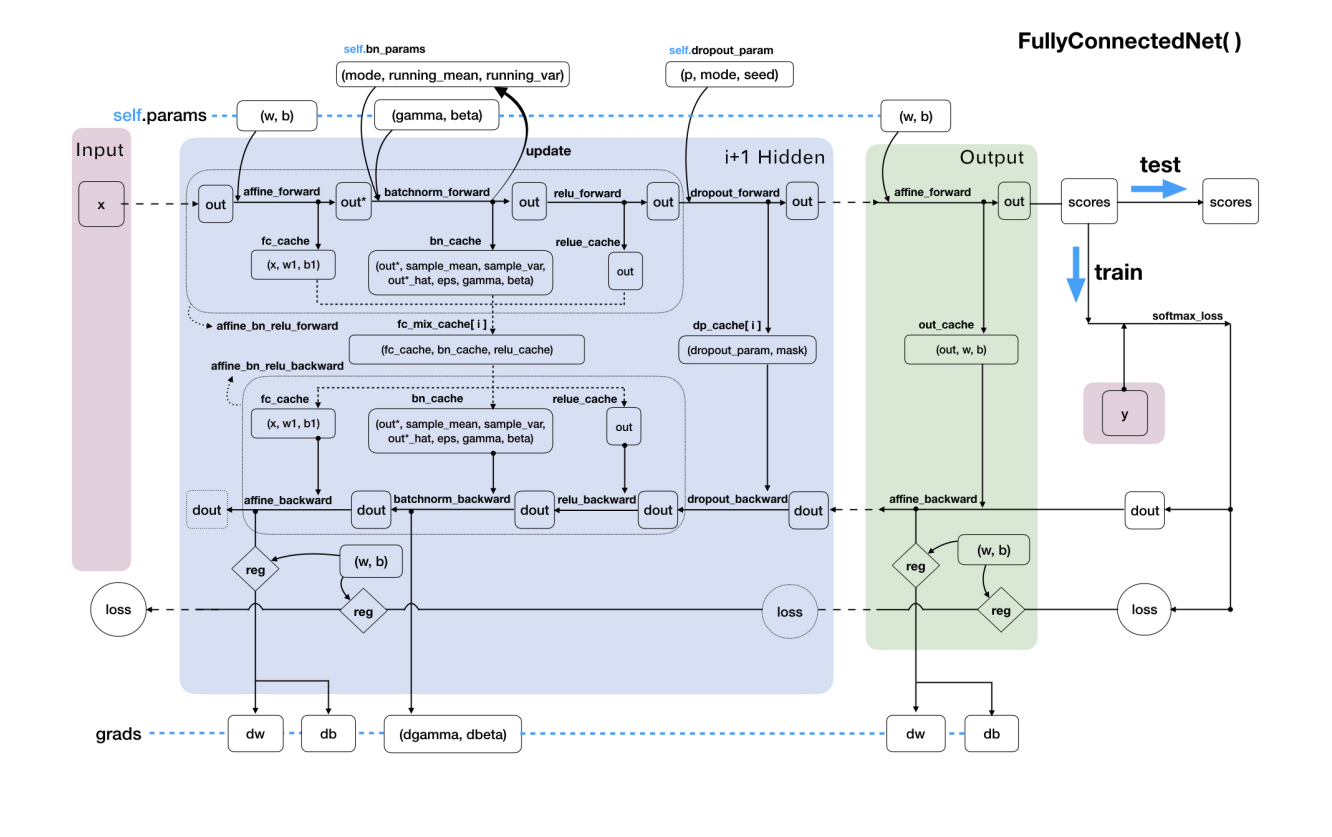 FullyConnectedNet( )
self.bn_params
self.dropout_param
(mode, running_mean, running_var)
(p, mode, seed)
self.params
(w, b)
(gamma, beta)
(w, b)
Input
update
i+1 Hidden
Output
test
x
out
affine_forward
out*
batchnorm_forward
out
relu_forward
out
dropout_forward
out
affine_forward
out
scores
scores
fc_cache
bn_cache
relue_cache
(x, w1, b1)
(out*, sample_mean, sample_var,
out*_hat, eps, gamma, beta)
out
train
affine_bn_relu_forward
fc_mix_cache[ i ]
dp_cache[ i ]
out_cache
softmax_loss
(fc_cache, bn_cache, relu_cache)
(dropout_param, mask)
(out, w, b)
affine_bn_relu_backward
fc_cache
bn_cache
relue_cache
(x, w1, b1)
(out*, sample_mean, sample_var,
out*_hat, eps, gamma, beta)
out
y
dout
affine_backward
dout
batchnorm_backward
dout
relu_backward
dout
dropout_backward
dout
affine_backward
dout
reg
(w, b)
reg
(w, b)
loss
reg
loss
reg
loss
grads
dw
db
(dgamma, dbeta)
dw
db